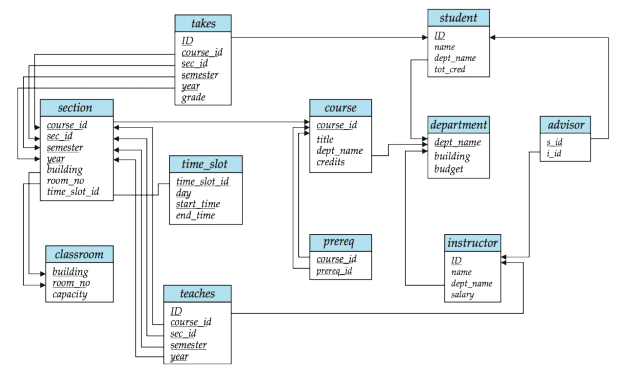 takes
ID
course_id
sec_id
semester
year
grade
student
ID
name
dept_name
tot_cred
section
course_id
sec_id
semester
year
building
room_no
time_slot_id
course
course_id
title
dept_name
credits
department
dept_name
building
budget
advisor
s_id
i_id
time_slot
time_slot_id
day
start_time
end_time
prereq
course_id
prereq_id
instructor
ID
name
dept_name
salary
classroom
building
room_no
capacity
teaches
ID
course_id
sec_id
semester
year